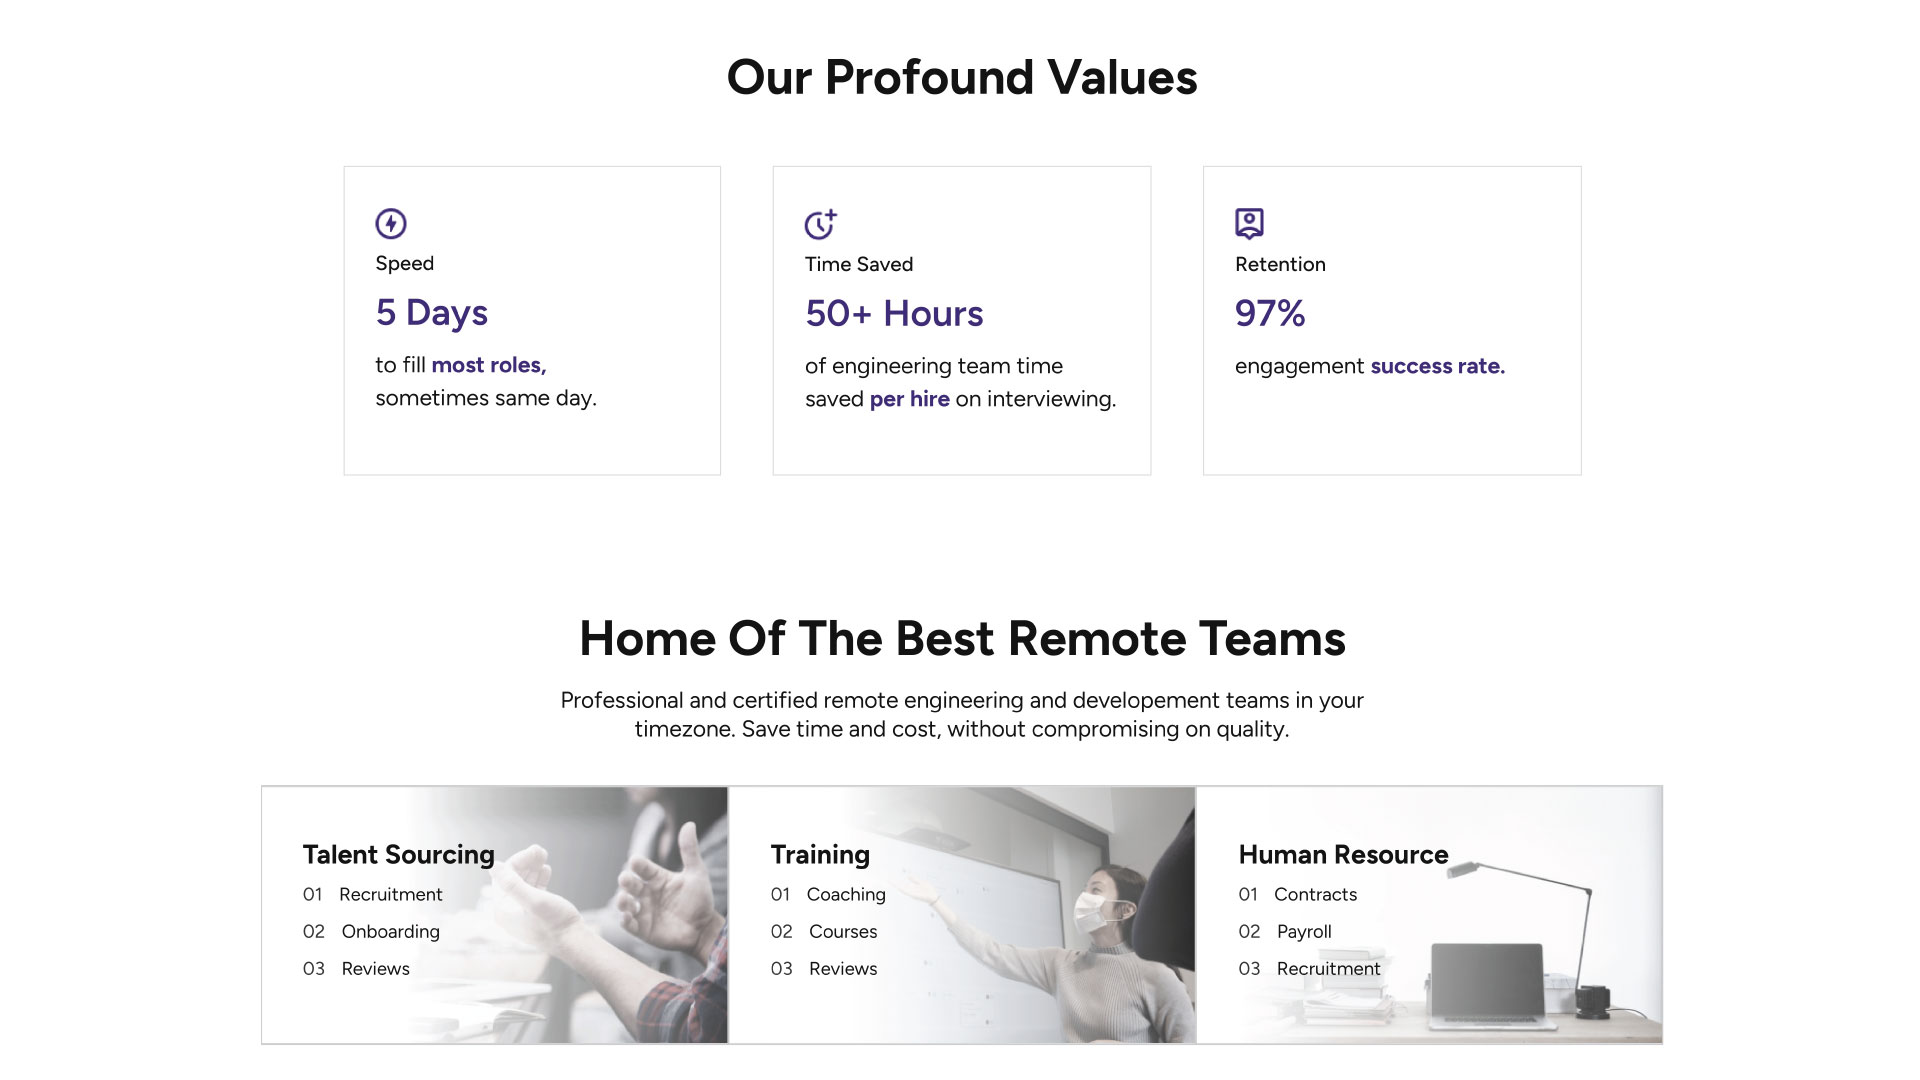 Our Profound Values
Speed
5 Days
to fill most roles,
sometimes same day.
Time Saved
50+ Hours
of engineering team time
saved per hire on interviewing.
Retention
97%
engagement success rate.
Home Of The Best Remote Teams
Professional and certified remote engineering and developement teams in your
timezone. Save time and cost, without compromising on quality.
Talent Sourcing
01 Recruitment
02 Onboarding
03 Reviews
Training
01 Coaching
02 Courses
03 Reviews
Human Resource
01 Contracts
02 Payroll
03 Recruitment